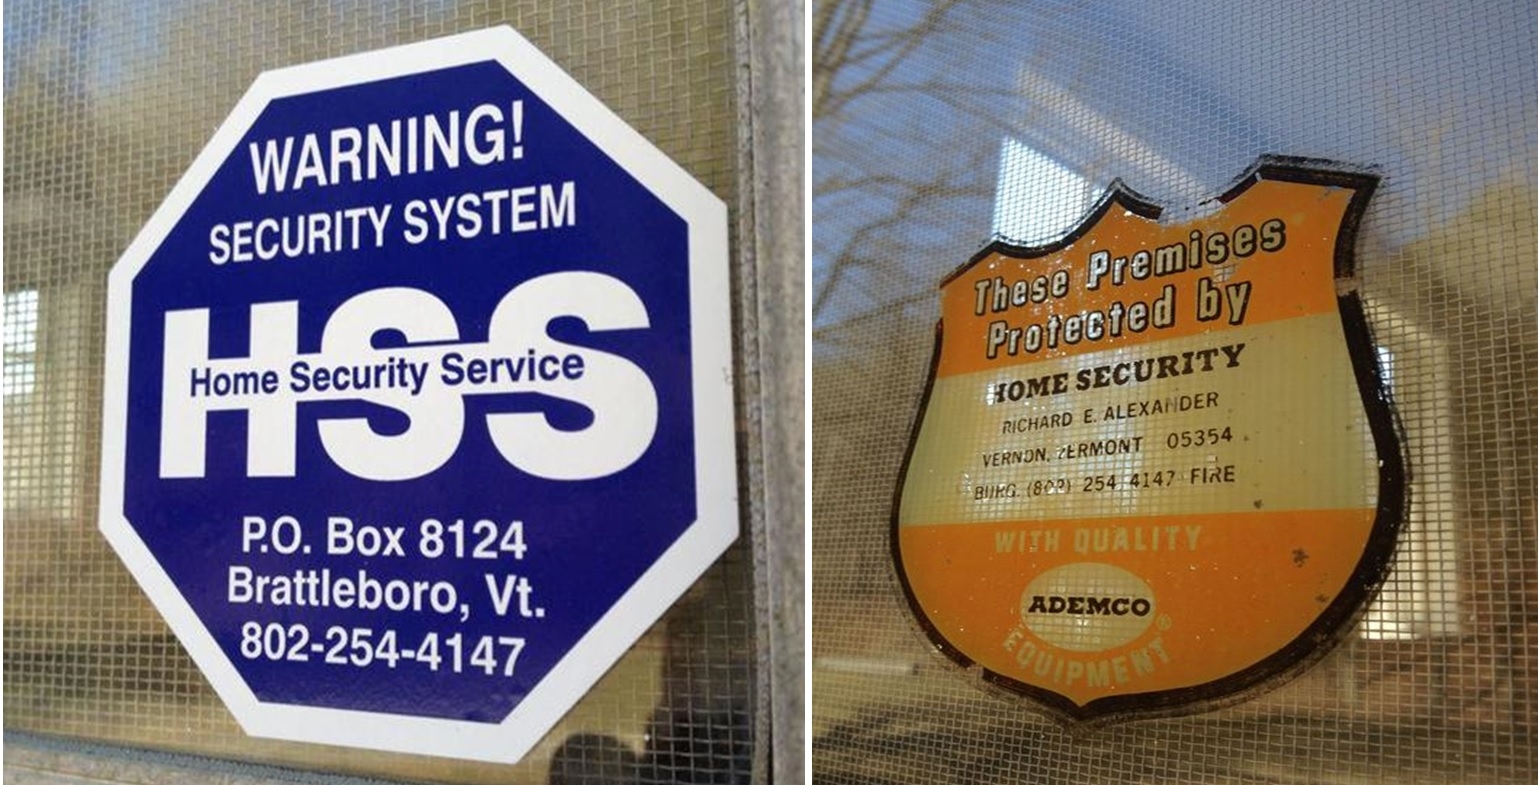 WARNING!
SECURITY SYSTEM
HSS
Home Security Service
P.O. Box 8124
Brattleboro, Vt.
802-254-4147
These Premises
Protected by
HOME SECURITY
RICHARD E. ALEXANDER
VERNON, VERMONT 05354
BURG. (802) 254 4147 FIRE
WITH QUALITY
ADEMCO
EQUIPMENT®